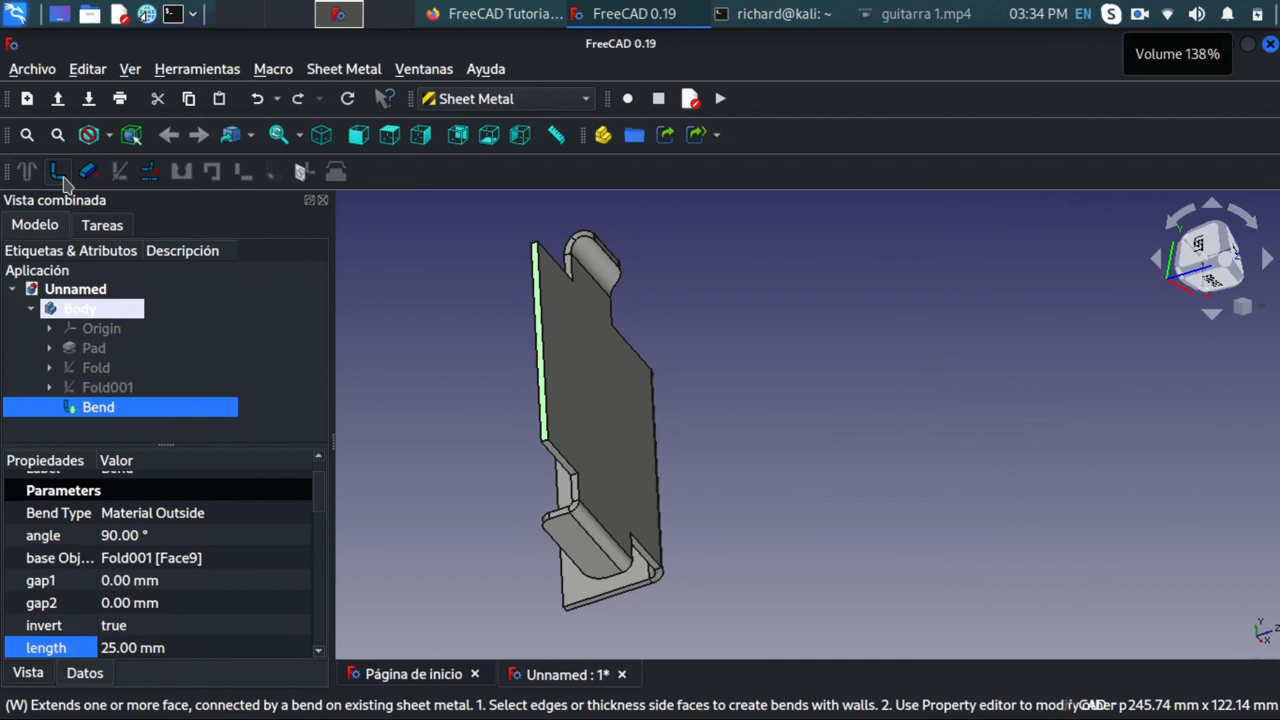 FreeCAD Tutoria...
FreeCAD 0.19
richard@kali: ~
guitarra 1.mp4
03:34 PM
EN
FreeCAD 0.19
Volume 138%
Archivo Editar Ver Herramientas Macro Sheet Metal Ventanas Ayuda
Sheet Metal
Vista combinada
Modelo Tareas
Etiquetas & Atributos Descripción
Aplicación
Unnamed
Body
Origin
Pad
Fold
Fold001
Bend
Propiedades Valor
Parameters
Bend Type Material Outside
angle 90.00 °
base Obj... Fold001 [Face9]
gap1 0.00 mm
gap2 0.00 mm
invert true
length 25.00 mm
Vista Datos
Página de inicio
Unnamed : 1*
(W) Extends one or more face, connected by a bend on existing sheet metal. 1. Select edges or thickness side faces to create bends with walls. 2. Use Property editor to modify
245.74 mm x 122.14 mm